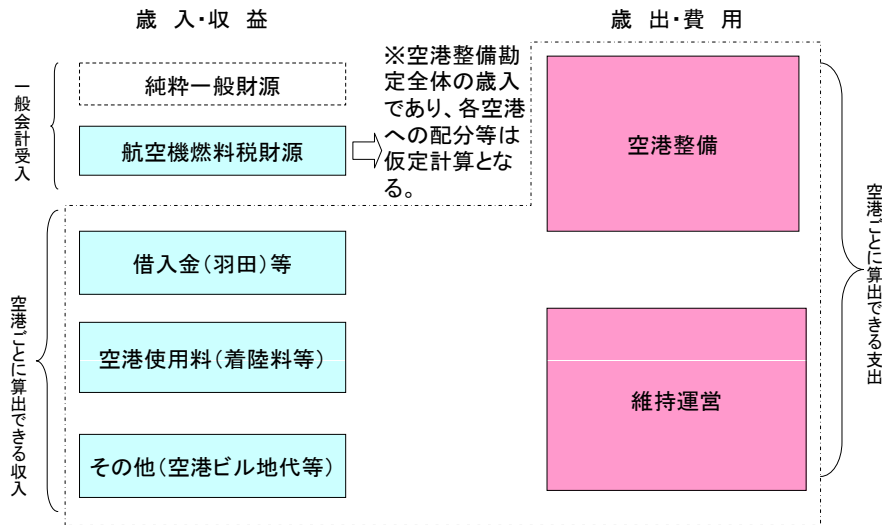 歳 入・収 益
歳 出・費 用
一般会計受入
純粋一般財源
航空機燃料税財源
※空港整備勘
定全体の歳入
であり、各空港
への配分等は
仮定計算とな
る。
空港整備
空港ごとに算出できる収入
借入金(羽田)等
空港使用料(着陸料等)
その他(空港ビル地代等)
維持運営
空港ごとに算出できる支出